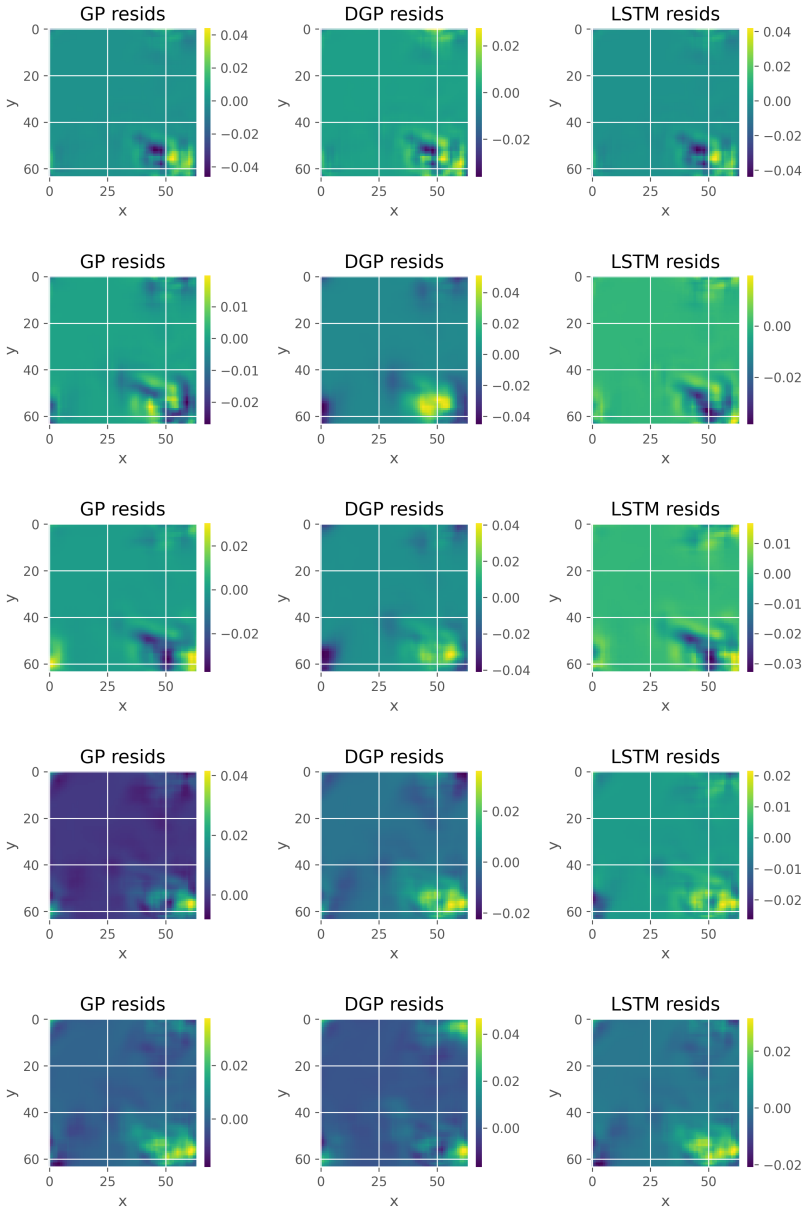 GP resids DGP resids LSTM resids
0 0.04 0 0.02 0 0.04
20 0.02 20 0.00 20 0.02
40 0.00 40 −0.02 40 0.00
60 −0.02 60 60 −0.02
−0.04 −0.04
0 25 50 0 25 50 0 25 50
x x x
y y y
GP resids DGP resids LSTM resids
0 0.01 0 0.04 0 0.00
20 0.00 20 0.02 20 −0.02
40 −0.01 40 0.00 40
60 −0.02 60 −0.02 60
−0.04
0 25 50 0 25 50 0 25 50
x x x
y y y
GP resids DGP resids LSTM resids
0 0.02 0 0.04 0 0.01
20 0.00 20 0.02 20 0.00
40 −0.02 40 0.00 40 −0.01
60 60 −0.02 60 −0.02
−0.04 −0.03
0 25 50 0 25 50 0 25 50
x x x
y y y
GP resids DGP resids LSTM resids
0 0.04 0 0.02 0 0.02
20 0.02 20 0.00 20 0.01
40 0.00 40 −0.02 40 0.00
60 60 60 −0.01
−0.02
0 25 50 0 25 50 0 25 50
x x x
y y y
GP resids DGP resids LSTM resids
0 0.02 0 0.04 0 0.02
20 0.00 20 0.02 20 0.00
40 40 0.00 40 −0.02
60 60 60
0 25 50 0 25 50 0 25 50
x x x
y y y